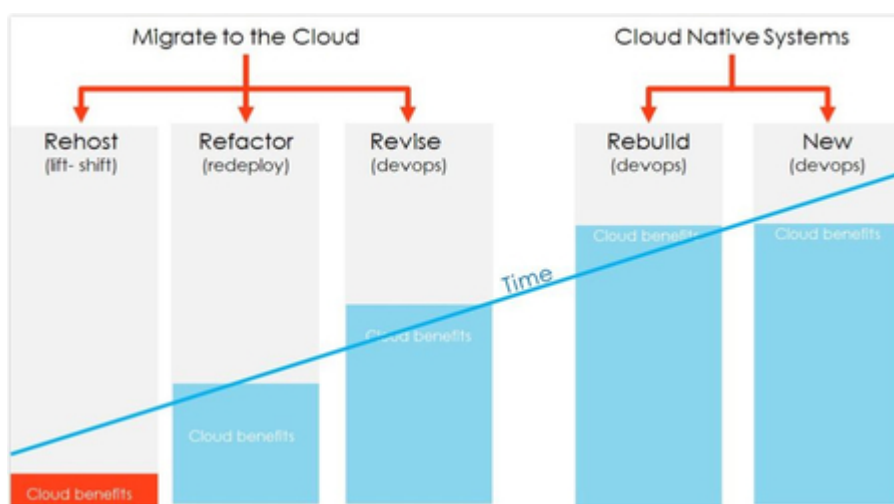 Migrate to the Cloud
Cloud Native Systems
Rehost
(lift- shift)
Refactor
(redeploy)
Revise
(devops)
Rebuild
(devops)
New
(devops)
Cloud benefits
Cloud benefits
Time
Cloud benefits
Cloud benefits
Cloud benefits